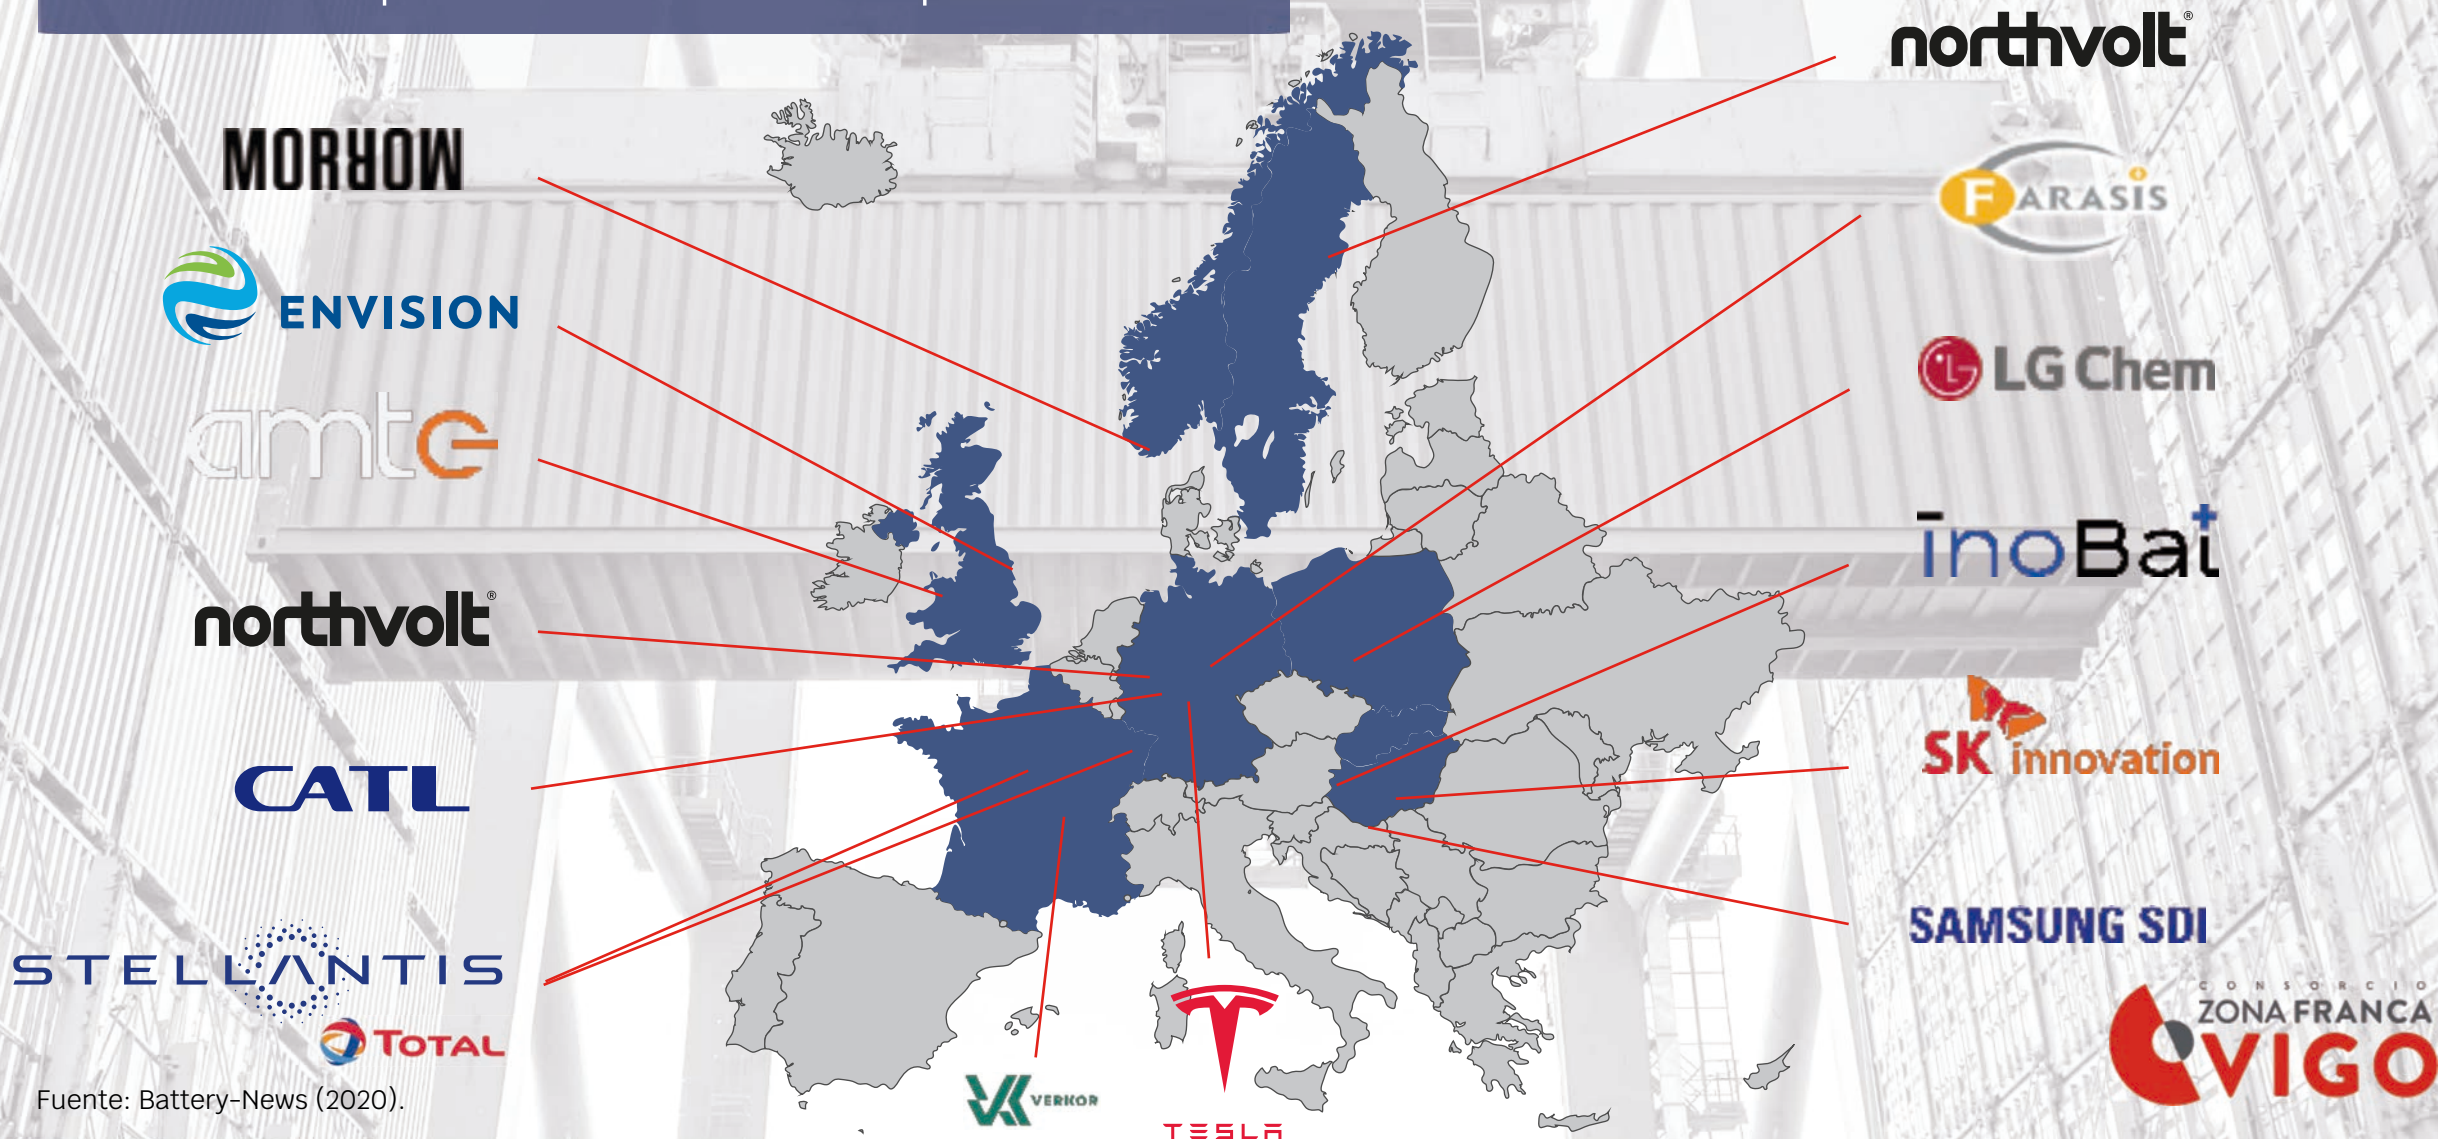 northvolt®
MORROW
FARASIS
ENVISION
LG Chem
amte
inoBat
northvolt®
SK innovation
CATL
SAMSUNG SDI
STELLANTIS
TOTAL
CONSORCIO
ZONA FRANCA
VIGO
VERKOR
TESLA
Fuente: Battery-News (2020).